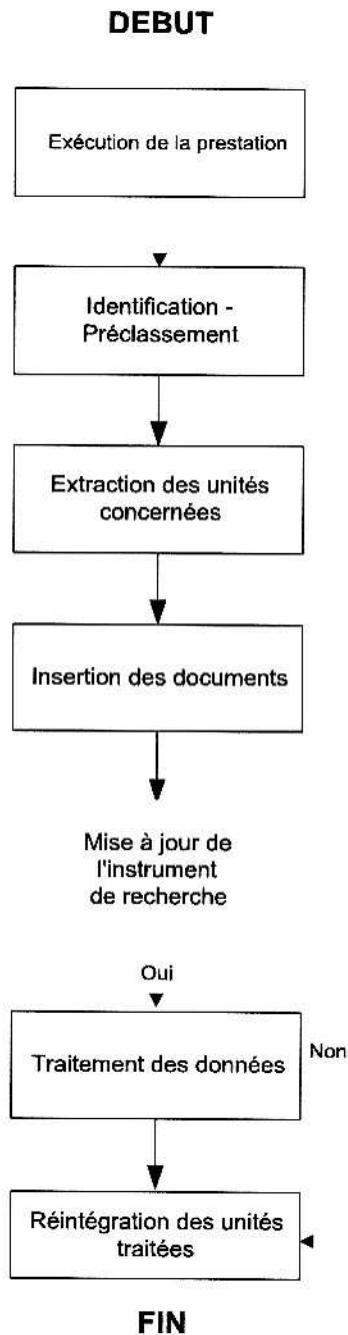 DEBUT
Exécution de la prestation
Identification -
Préclassement
Extraction des unités
concernées
Insertion des documents
Mise à jour de
l'instrument
de recherche
Oui
Traitement des données
Non
Réintégration des unités
traitées
FIN